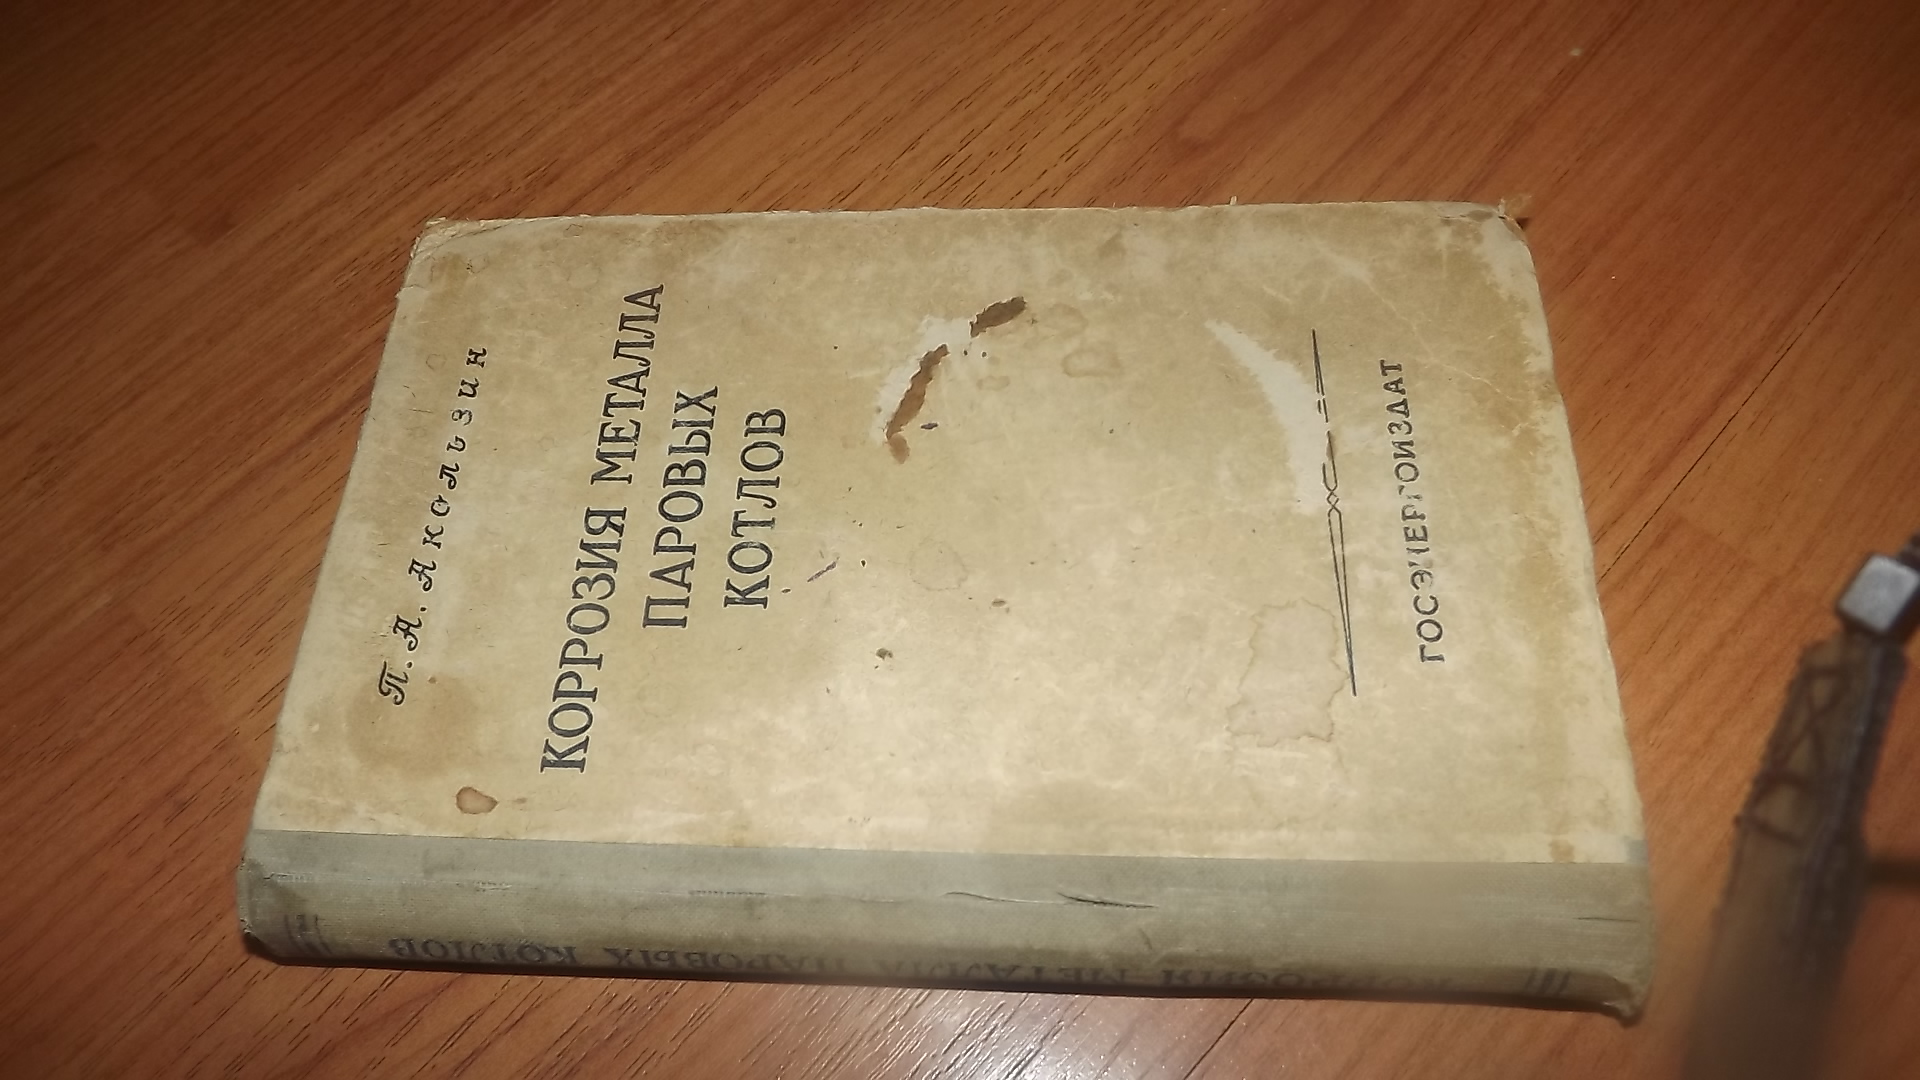 П. А. Акользин
КОРРОЗИЯ МЕТАЛЛА
ПАРОВЫХ
КОТЛОВ
ГОСЭНЕРГОИЗДАТ
КОРРОЗИЯ МЕТАЛЛА ПАРОВЫХ КОТЛОВ